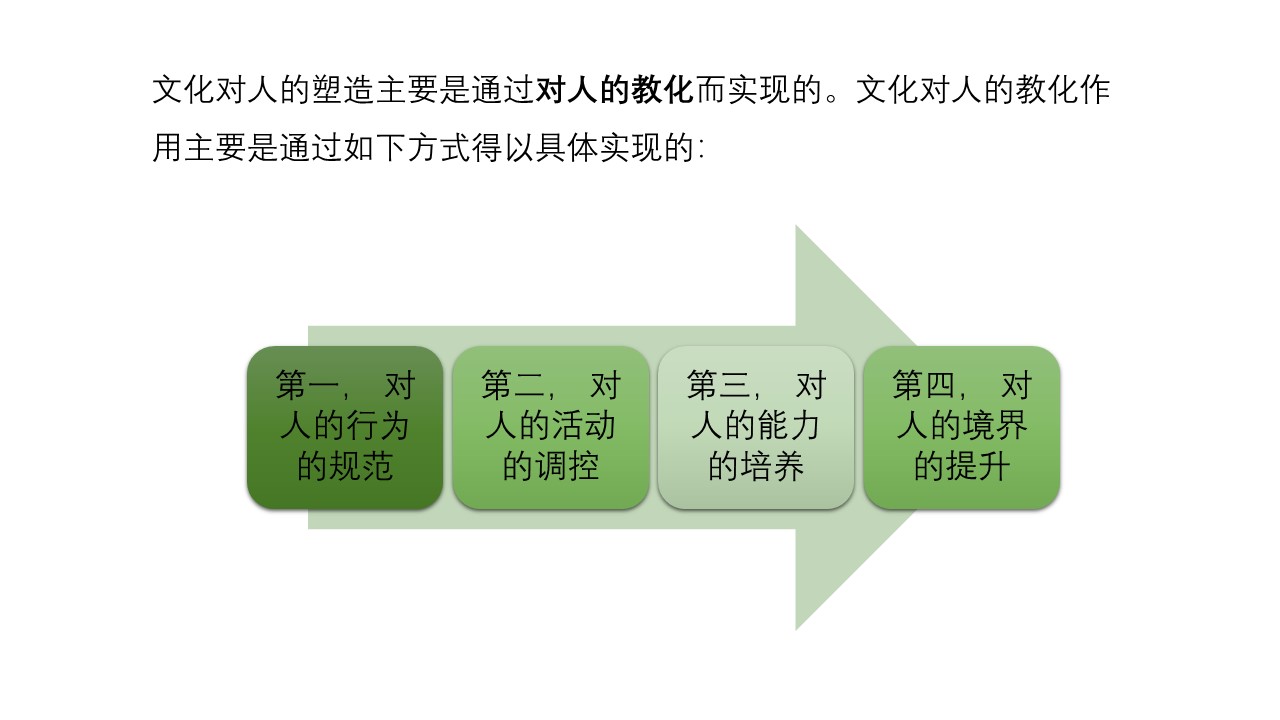 文化对人的塑造主要是通过对人的教化而实现的。文化对人的教化作
用主要是通过如下方式得以具体实现的：
第一， 对
人的行为
的规范
第二， 对
人的活动
的调控
第三， 对
人的能力
的培养
第四， 对
人的境界
的提升